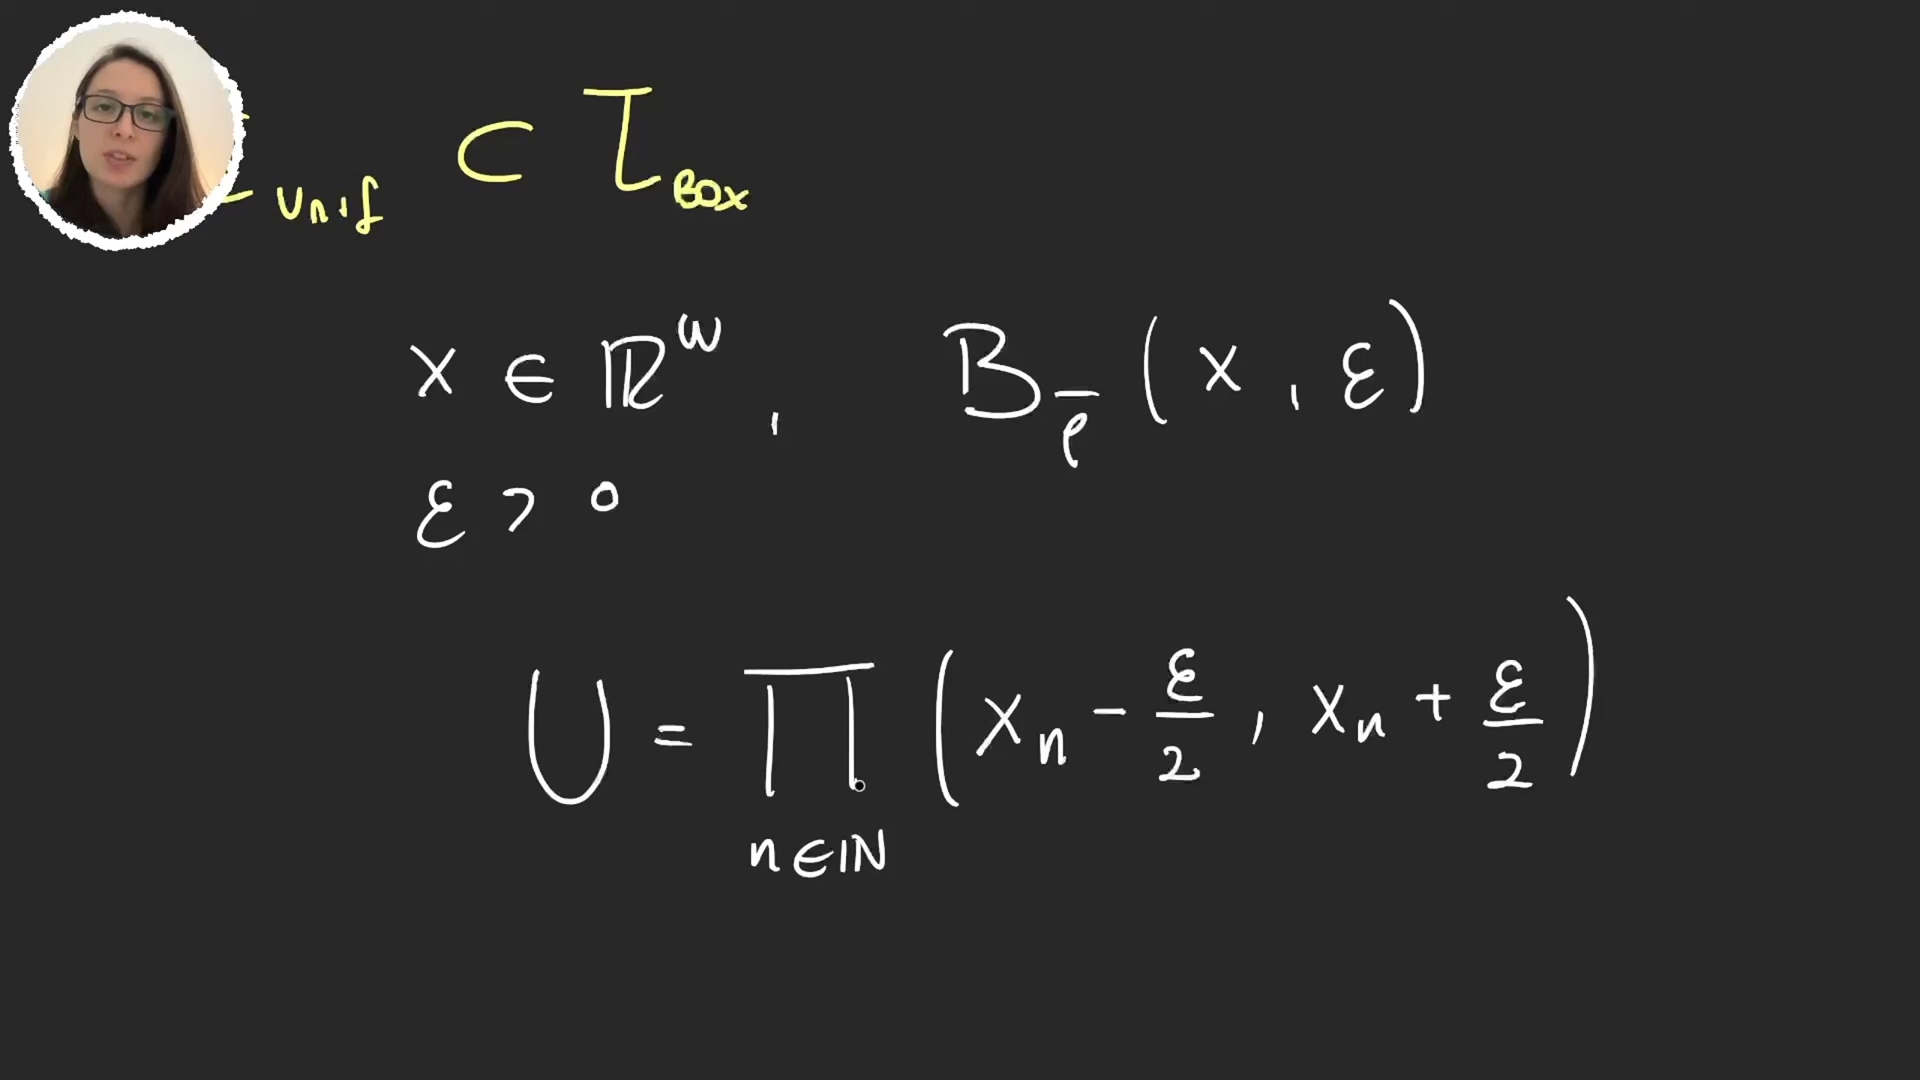 unif ⊂ τ_BOX
x ∈ ℝ^ω , B_ρ̄ (x, ε)
ε > 0
U = ∏_{n∈ℕ} (x_n − ε/2, x_n + ε/2)